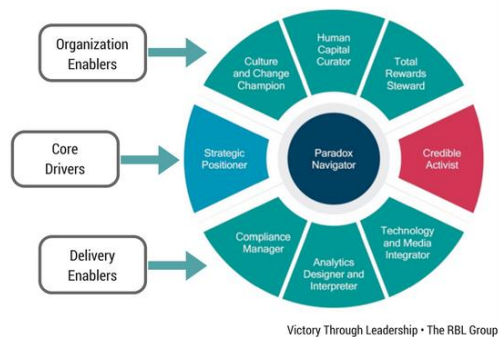 Organization
Enablers
Culture
and Change
Champion
Human
Capital
Curator
Total
Rewards
Steward
Core
Drivers
Strategic
Positioner
Paradox
Navigator
Credible
Activist
Delivery
Enablers
Compliance
Manager
Analytics
Designer and
Interpreter
Technology
and Media
Integrator
Victory Through Leadership • The RBL Group